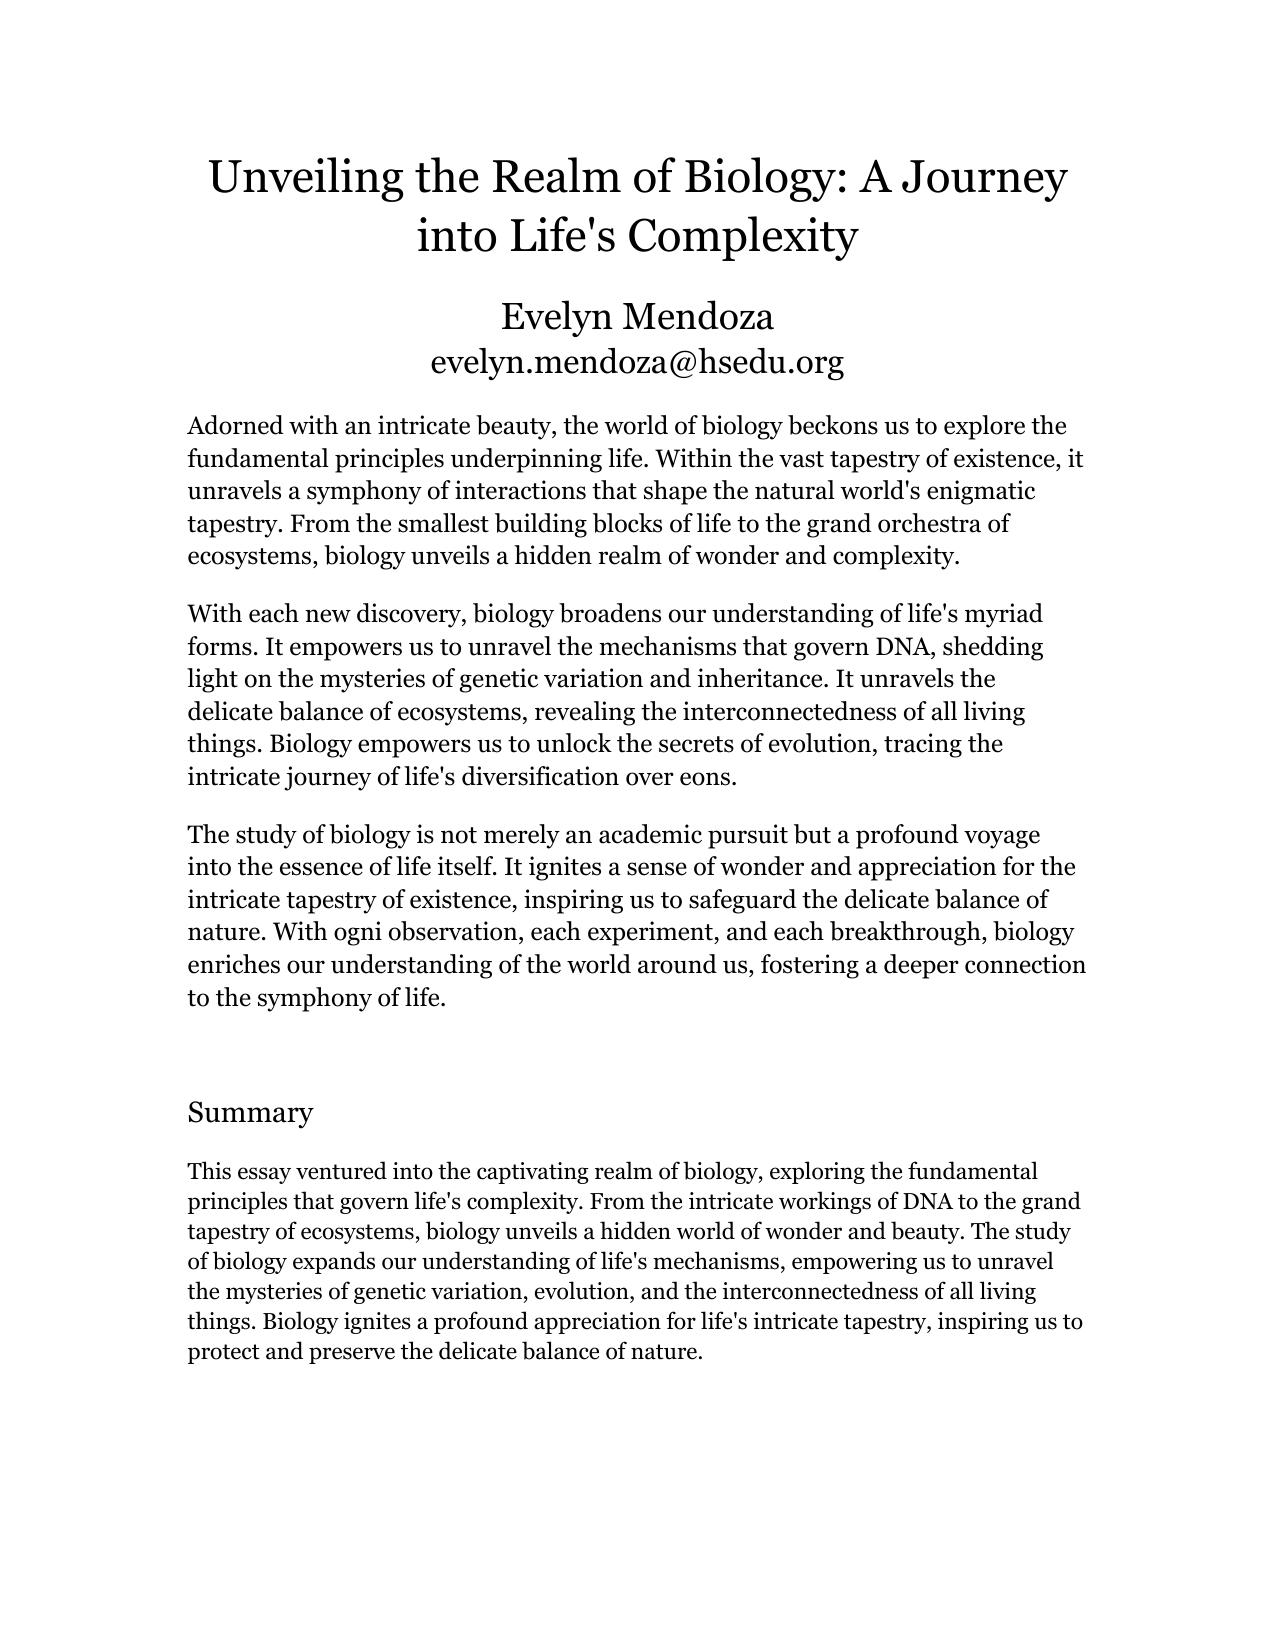 Unveiling the Realm of Biology: A Journey
into Life's Complexity
Evelyn Mendoza
evelyn.mendoza@hsedu.org
Adorned with an intricate beauty, the world of biology beckons us to explore the
fundamental principles underpinning life. Within the vast tapestry of existence, it
unravels a symphony of interactions that shape the natural world's enigmatic
tapestry. From the smallest building blocks of life to the grand orchestra of
ecosystems, biology unveils a hidden realm of wonder and complexity.
With each new discovery, biology broadens our understanding of life's myriad
forms. It empowers us to unravel the mechanisms that govern DNA, shedding
light on the mysteries of genetic variation and inheritance. It unravels the
delicate balance of ecosystems, revealing the interconnectedness of all living
things. Biology empowers us to unlock the secrets of evolution, tracing the
intricate journey of life's diversification over eons.
The study of biology is not merely an academic pursuit but a profound voyage
into the essence of life itself. It ignites a sense of wonder and appreciation for the
intricate tapestry of existence, inspiring us to safeguard the delicate balance of
nature. With ogni observation, each experiment, and each breakthrough, biology
enriches our understanding of the world around us, fostering a deeper connection
to the symphony of life.
Summary
This essay ventured into the captivating realm of biology, exploring the fundamental
principles that govern life's complexity. From the intricate workings of DNA to the grand
tapestry of ecosystems, biology unveils a hidden world of wonder and beauty. The study
of biology expands our understanding of life's mechanisms, empowering us to unravel
the mysteries of genetic variation, evolution, and the interconnectedness of all living
things. Biology ignites a profound appreciation for life's intricate tapestry, inspiring us to
protect and preserve the delicate balance of nature.